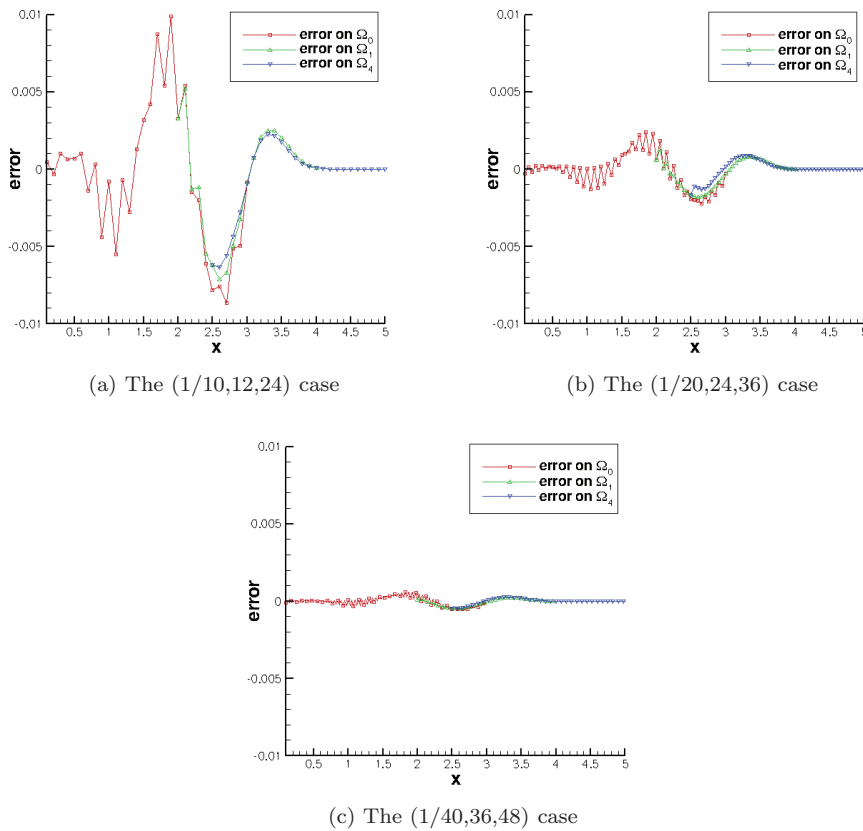 0.01
0.005
0
-0.005
-0.01
error
error on Ω₀
error on Ω₁
error on Ω₄
0.5 1 1.5 2 2.5 3 3.5 4 4.5 5
x
(a) The (1/10,12,24) case
0.01
0.005
0
-0.005
-0.01
error
error on Ω₀
error on Ω₁
error on Ω₄
0.5 1 1.5 2 2.5 3 3.5 4 4.5 5
x
(b) The (1/20,24,36) case
0.01
0.005
0
-0.005
-0.01
error
error on Ω₀
error on Ω₁
error on Ω₄
0.5 1 1.5 2 2.5 3 3.5 4 4.5 5
x
(c) The (1/40,36,48) case